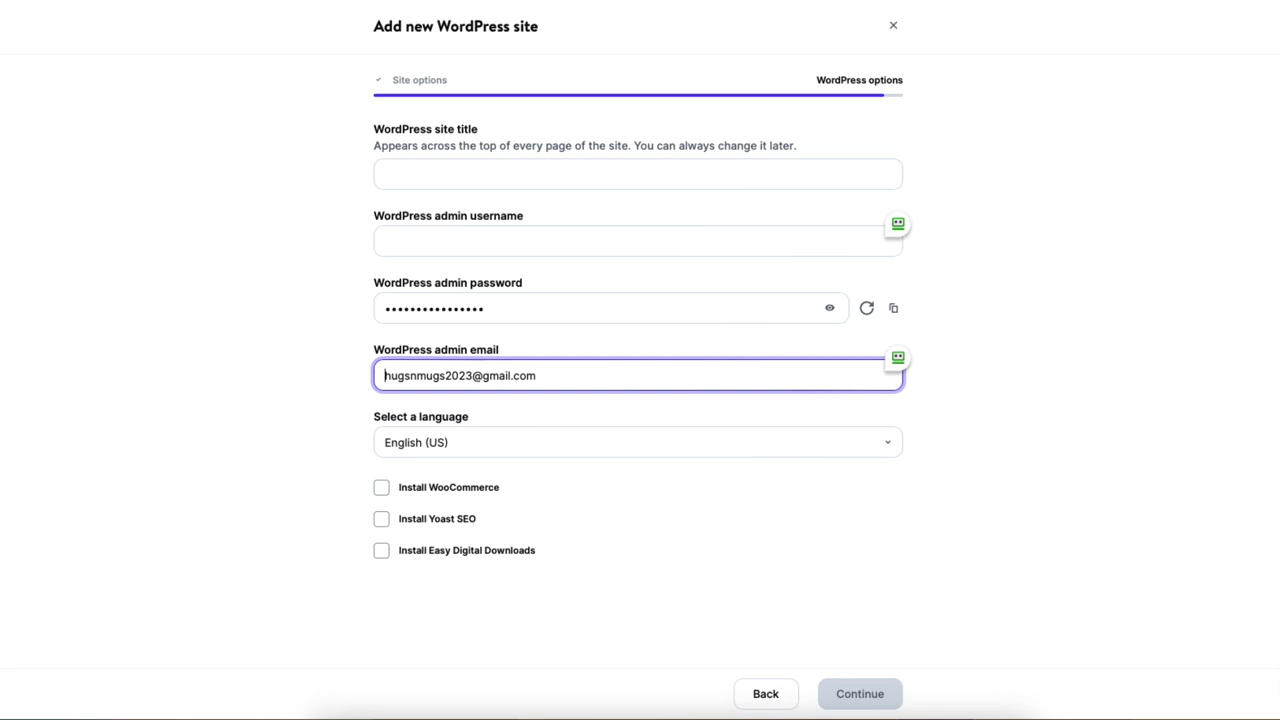 Add new WordPress site
Site options
WordPress options
WordPress site title
Appears across the top of every page of the site. You can always change it later.
WordPress admin username
WordPress admin password
••••••••••••••••
WordPress admin email
hugsnmugs2023@gmail.com
Select a language
English (US)
Install WooCommerce
Install Yoast SEO
Install Easy Digital Downloads
Back
Continue